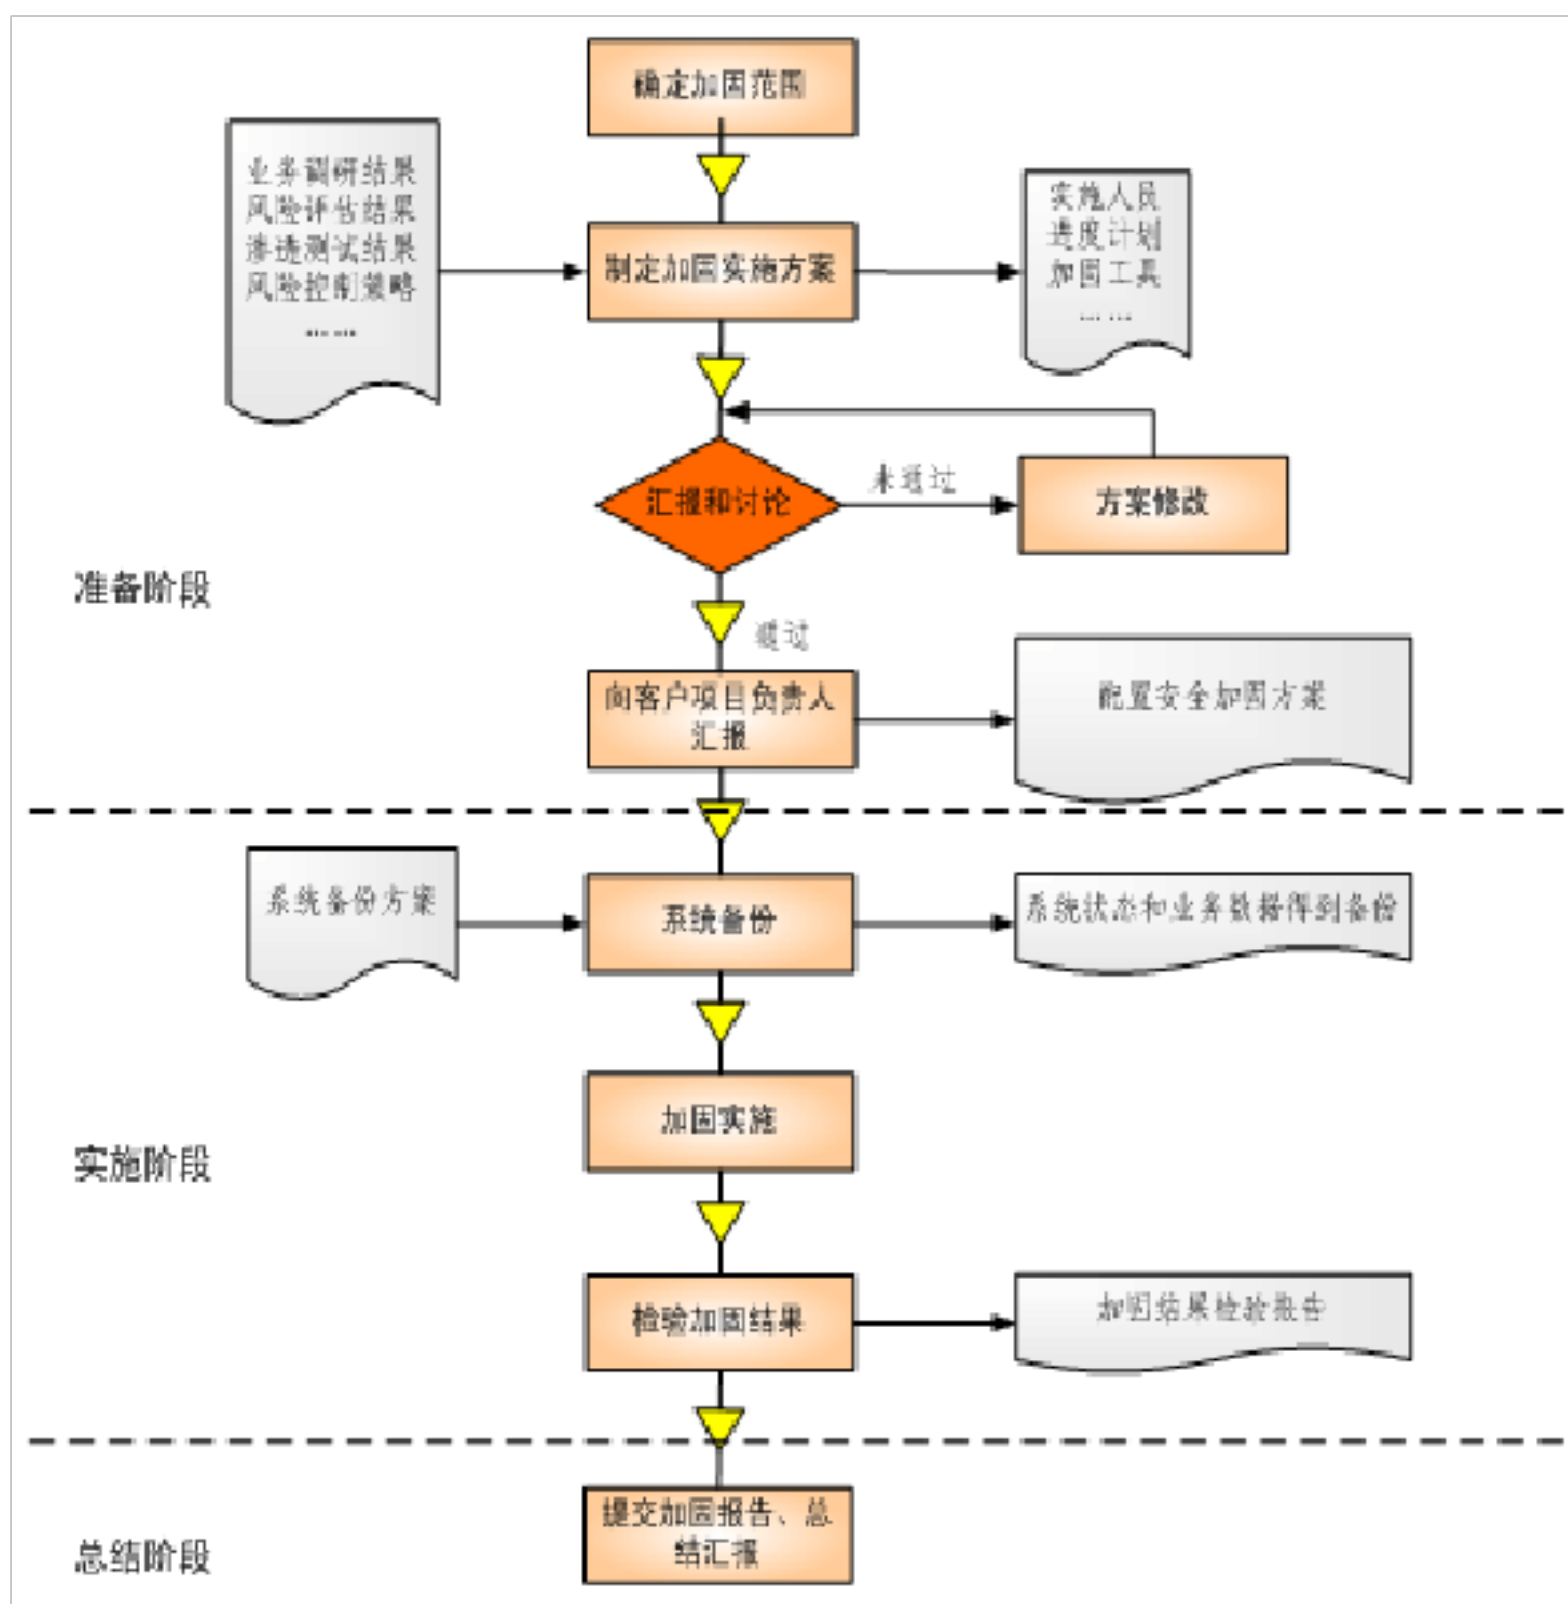 确定加固范围
业务调研结果
风险评估结果
渗透测试结果
风险控制策略
... ...
制定加固实施方案
实施人员
进度计划
加固工具
... ...
汇报和讨论
未通过
方案修改
准备阶段
通过
向客户项目负责人
汇报
配置安全加固方案
系统备份方案
系统备份
系统状态和业务数据得到备份
加固实施
实施阶段
检验加固结果
加固结果检验报告
提交加固报告、总
结汇报
总结阶段